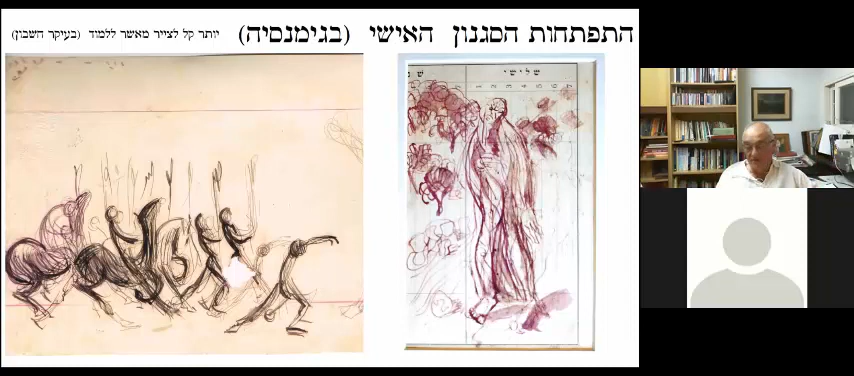 התפתחות הסגנון האישי (בגימנסיה) יותר קל לצייר מאשר ללמוד (בעיקר חשבון)
שלישי